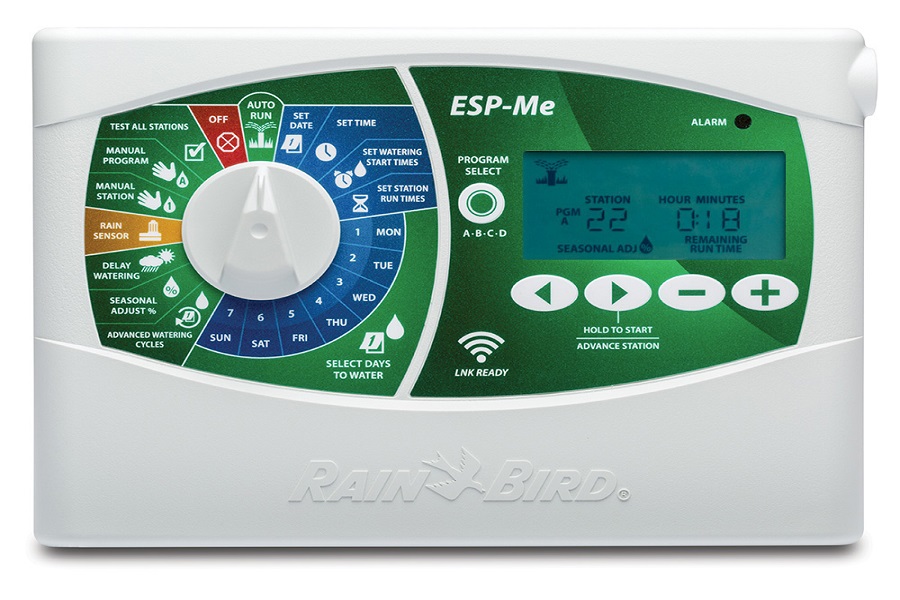 TEST ALL STATIONS
OFF
AUTO
RUN
SET
DATE
SET TIME
MANUAL
PROGRAM
A
SET WATERING
START TIMES
MANUAL
STATION
1
SET STATION
RUN TIMES
RAIN
SENSOR
1 MON
DELAY
WATERING
2 TUE
SEASONAL
ADJUST %
%
3 WED
ADVANCED WATERING
CYCLES
1
4 THU
7 SUN
6 SAT
5 FRI
1
SELECT DAYS
TO WATER
ESP-Me
ALARM
PROGRAM
SELECT
A·B·C·D
STATION HOUR MINUTES
PGM
A 22 0:18
SEASONAL ADJ %
REMAINING
RUN TIME
HOLD TO START
ADVANCE STATION
LNK READY
RAIN BIRD®